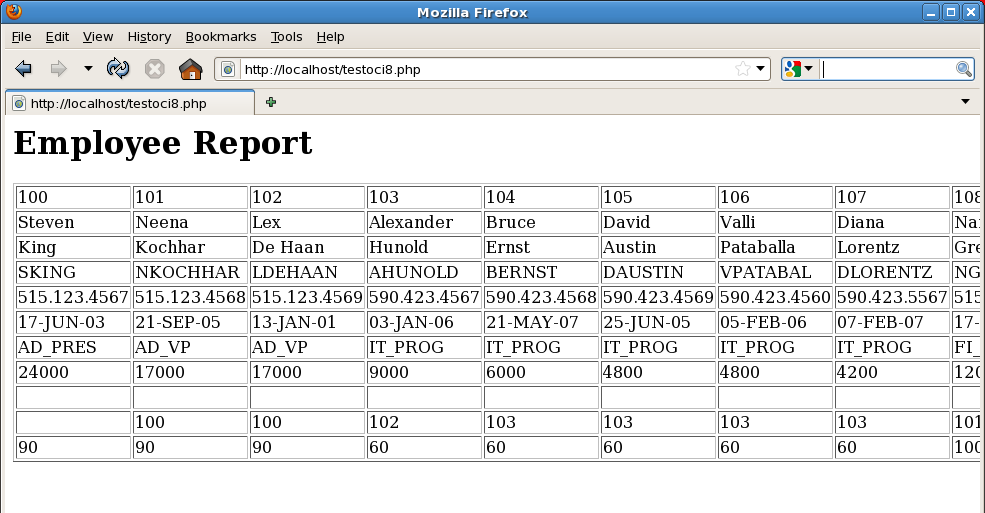 Mozilla Firefox
File Edit View History Bookmarks Tools Help
http://localhost/testoci8.php
http://localhost/testoci8.php
Employee Report
100 101 102 103 104 105 106 107 108
Steven Neena Lex Alexander Bruce David Valli Diana
King Kochhar De Haan Hunold Ernst Austin Pataballa Lorentz
SKING NKOCHHAR LDEHAAN AHUNOLD BERNST DAUSTIN VPATABAL DLORENTZ
515.123.4567 515.123.4568 515.123.4569 590.423.4567 590.423.4568 590.423.4569 590.423.4560 590.423.5567
17-JUN-03 21-SEP-05 13-JAN-01 03-JAN-06 21-MAY-07 25-JUN-05 05-FEB-06 07-FEB-07
AD_PRES AD_VP AD_VP IT_PROG IT_PROG IT_PROG IT_PROG IT_PROG
24000 17000 17000 9000 6000 4800 4800 4200
100 100 102 103 103 103 103 101
90 90 90 60 60 60 60 60 100